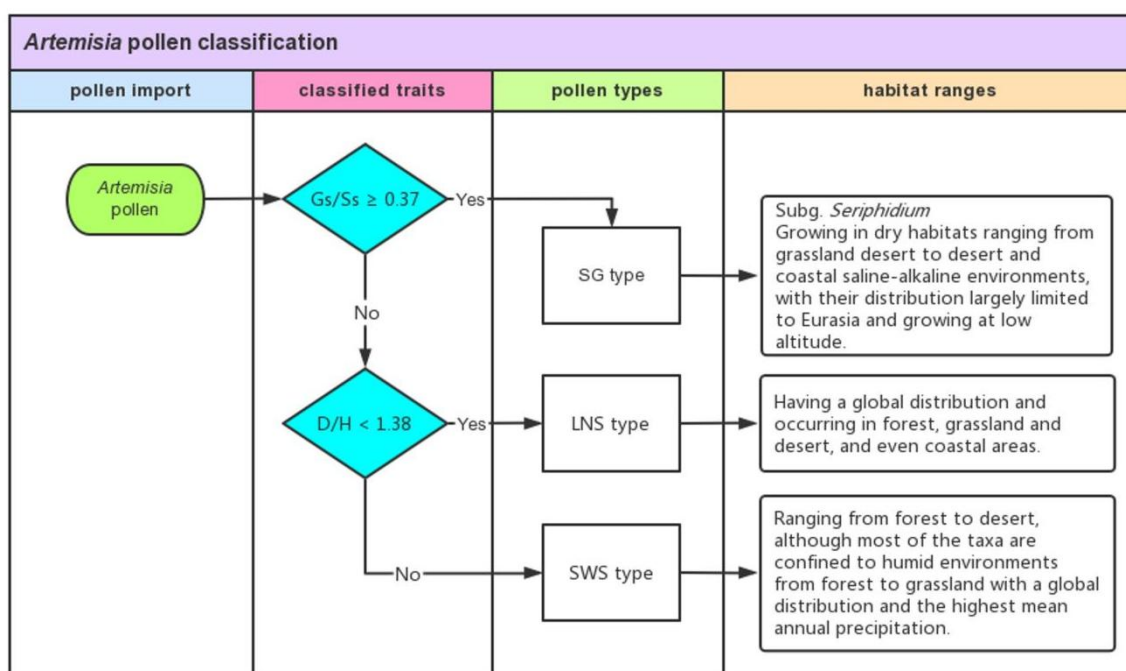 Artemisia pollen classification
pollen import
classified traits
pollen types
habitat ranges
Artemisia
pollen
Gs/Ss ≥ 0.37
Yes
SG type
Subg. Seriphidium
Growing in dry habitats ranging from
grassland desert to desert and
coastal saline-alkaline environments,
with their distribution largely limited
to Eurasia and growing at low
altitude.
No
D/H < 1.38
Yes
LNS type
Having a global distribution and
occurring in forest, grassland and
desert, and even coastal areas.
No
SWS type
Ranging from forest to desert,
although most of the taxa are
confined to humid environments
from forest to grassland with a global
distribution and the highest mean
annual precipitation.